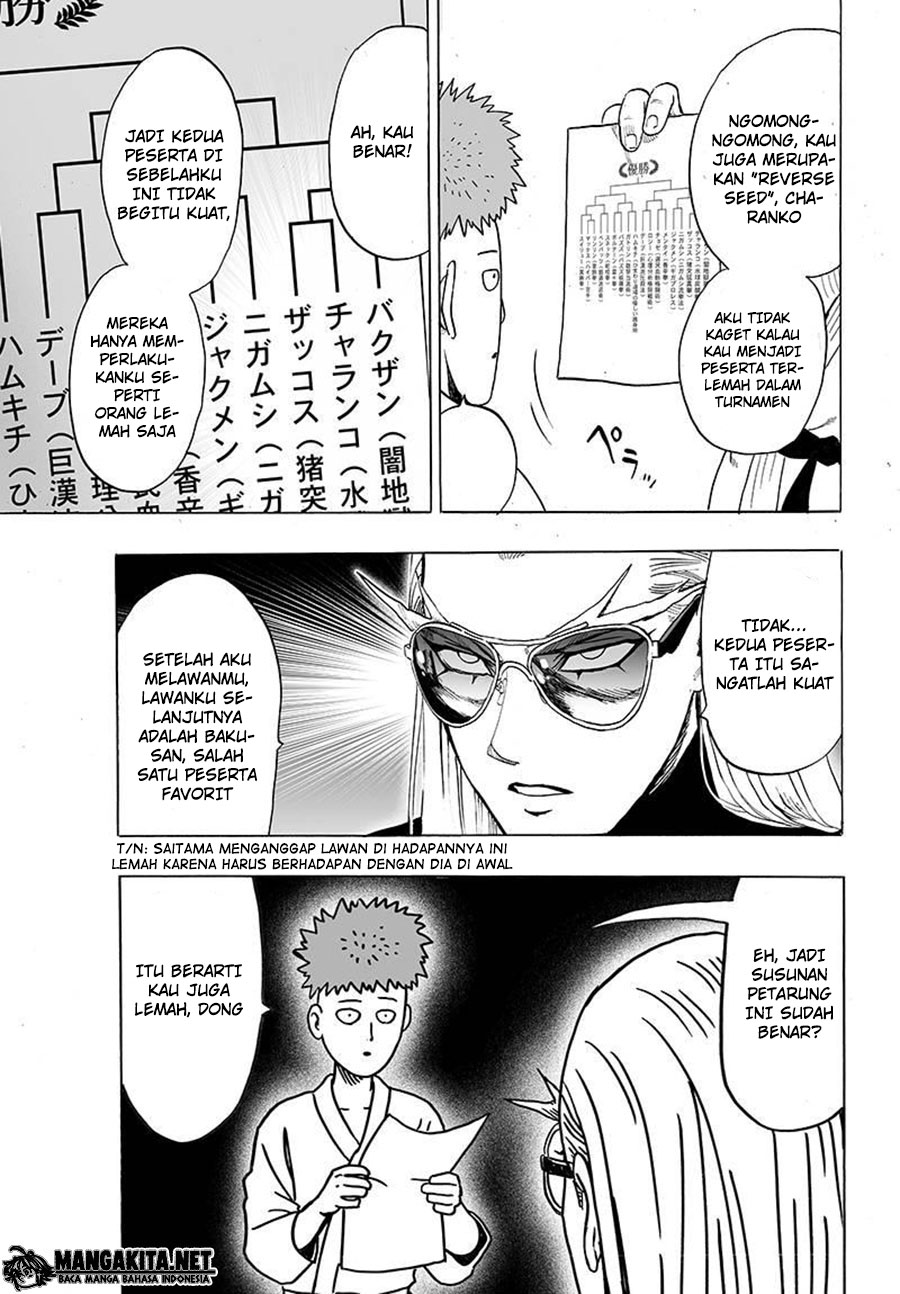 NGOMONG-
NGOMONG, KAU
JUGA MERUPA-
KAN "REVERSE
SEED", CHA-
RANKO
AKU TIDAK
KAGET KALAU
KAU MENJADI
PESERTA TER-
LEMAH DALAM
TURNAMEN
ペラ
AH, KAU
BENAR!
JADI KEDUA
PESERTA DI
SEBELAHKU
INI TIDAK
BEGITU KUAT,
MEREKA
HANYA MEM-
PERLAKU-
KANKU SE-
PERTI
ORANG LE-
MAH SAJA
バクザン(闇地
チャランコ(水
ザッコス(猪突
ニガムシ(ニガ
ジャクメン(ギ
デーブ(巨漢
ハムキチ(ひ
TIDAK...
KEDUA PESER-
TA ITU SA-
NGATLAH KUAT
SETELAH AKU
MELAWANMU,
LAWANKU SE-
LANJUTNYA
ADALAH BAKU-
SAN, SALAH
SATU PESERTA
FAVORIT
T/N: SAITAMA MENGANGGAP LAWAN DI HADAPANNYA INI
LEMAH KARENA HARUS BERHADAPAN DENGAN DIA DI AWAL
EH, JADI
SUSUNAN
PETARUNG
INI SUDAH
BENAR?
ITU BERARTI
KAU JUGA
LEMAH, DONG
MANGAKITA.NET
BACA MANGA BAHASA INDONESIA